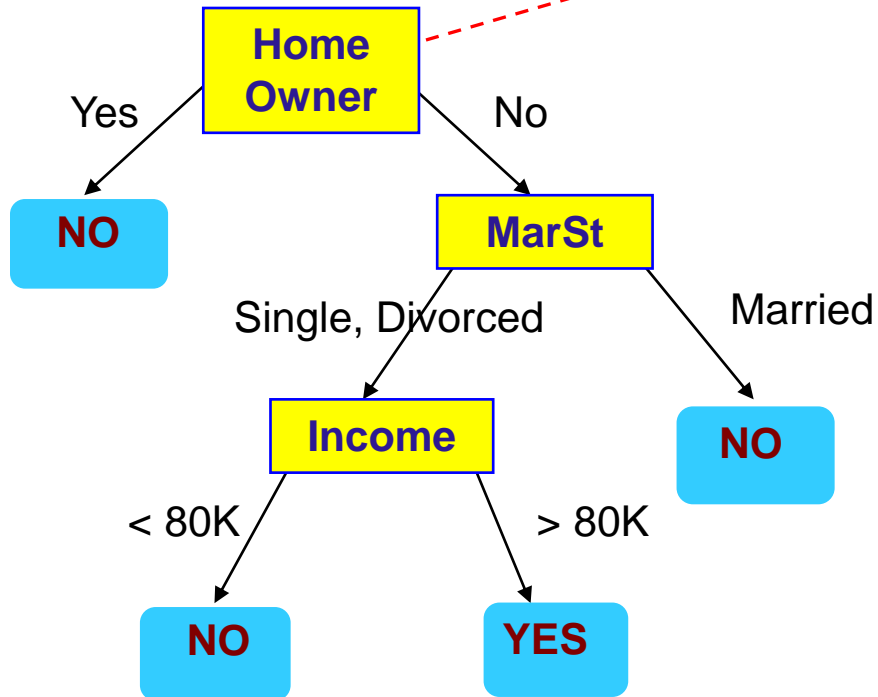 Home
Owner
Yes
No
NO
MarSt
Single, Divorced
Married
Income
NO
< 80K
> 80K
NO
YES